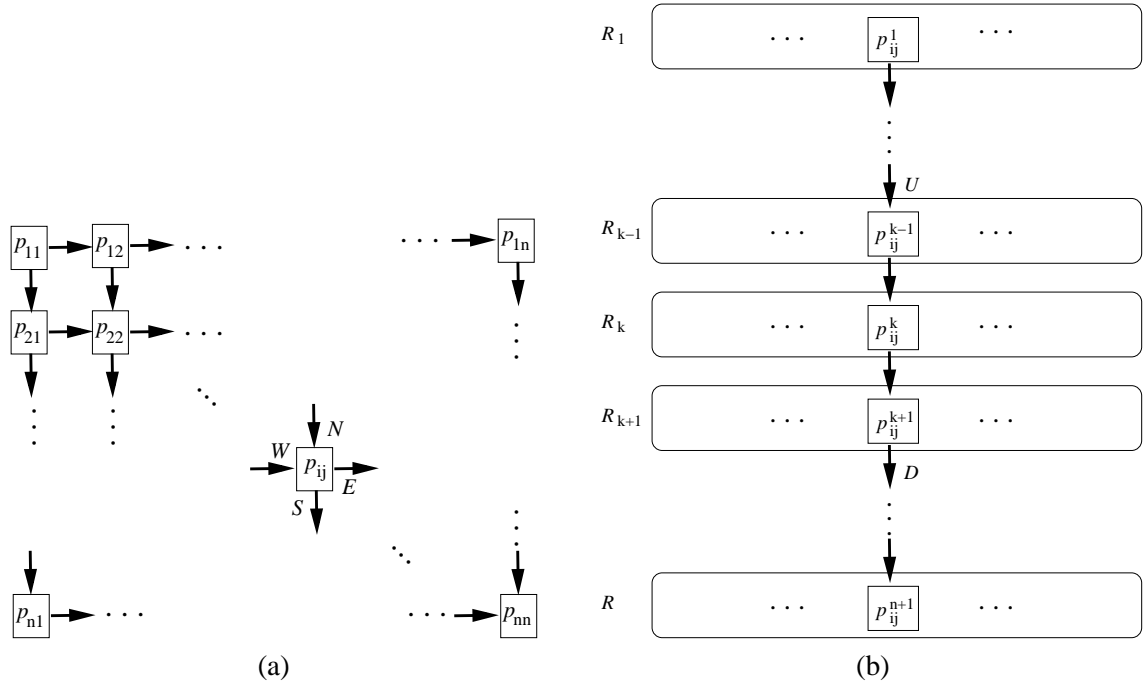 p11 p12 · · · · · · p1n
p21 p22 · · ·
N
W pij E
S
pn1 · · · · · · pnn
(a)
R1 · · · p1ij · · ·
U
Rk−1 · · · pk−1ij · · ·
Rk · · · pkij · · ·
Rk+1 · · · pk+1ij · · ·
D
R · · · pn+1ij · · ·
(b)